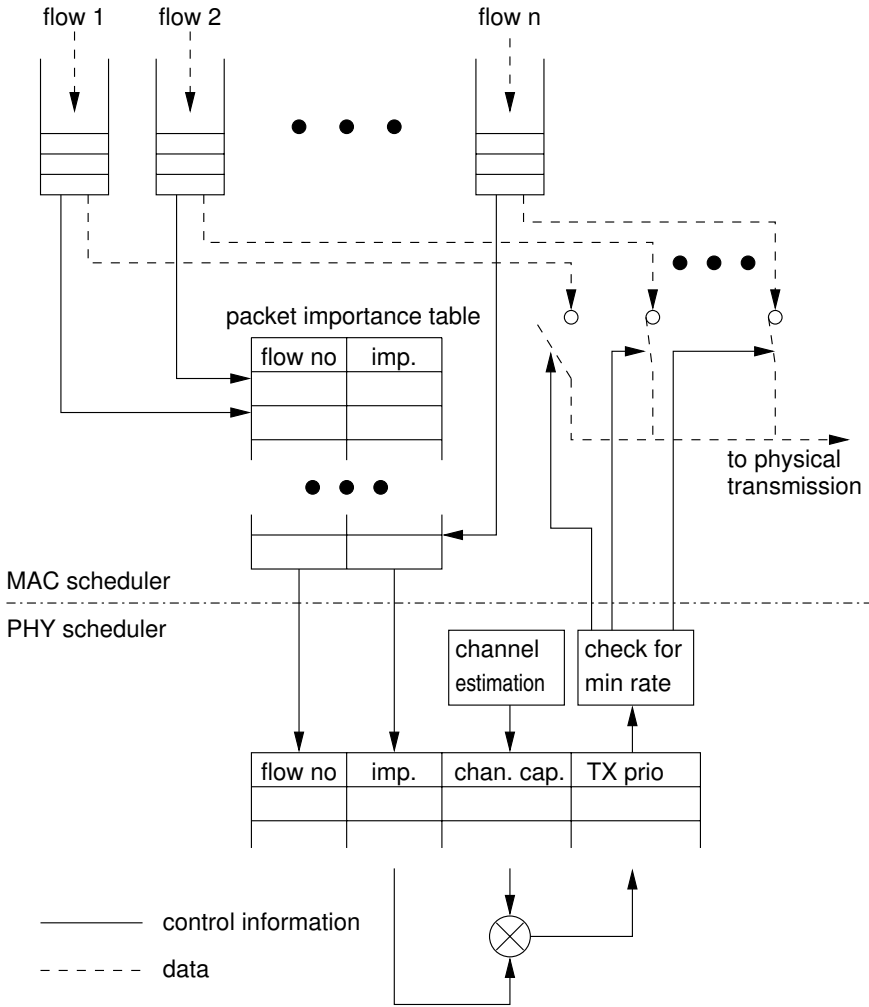 flow 1
flow 2
flow n
packet importance table
flow no
imp.
to physical
transmission
MAC scheduler
PHY scheduler
channel
estimation
check for
min rate
flow no
imp.
chan. cap.
TX prio
control information
data